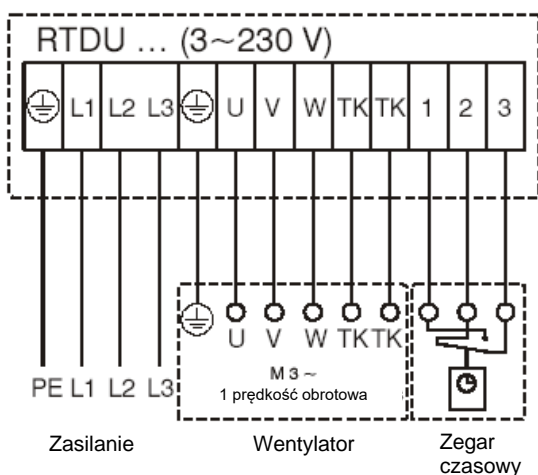 RTDU ... (3~230 V)
L1 L2 L3 U V W TK TK 1 2 3
U V W TK TK
M 3 ~
1 prędkość obrotowa
PE L1 L2 L3
Zasilanie Wentylator Zegar
czasowy